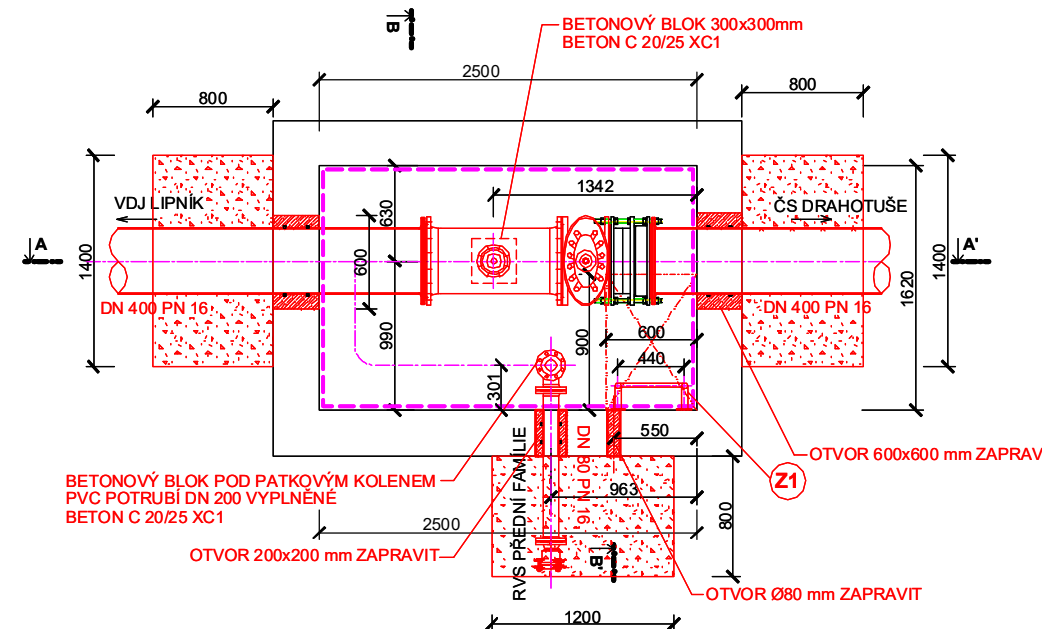 B
BETONOVÝ BLOK 300x300mm
BETON C 20/25 XC1
2500
800
800
1342
VDJ LIPNÍK
ČS DRAHOTUŠE
630
A
A'
1400
600
1400
1620
DN 400 PN 16
DN 400 PN 16
990
900
600
440
301
550
OTVOR 600x600 mm ZAPRAV
Z1
BETONOVÝ BLOK POD PATKOVÝM KOLENEM
PVC POTRUBÍ DN 200 VYPLNĚNÉ
BETON C 20/25 XC1
963
DN 80 PN 16
RVS PŘEDNÍ FAMÍLIE
800
2500
OTVOR 200x200 mm ZAPRAVIT
B'
OTVOR Ø80 mm ZAPRAVIT
1200